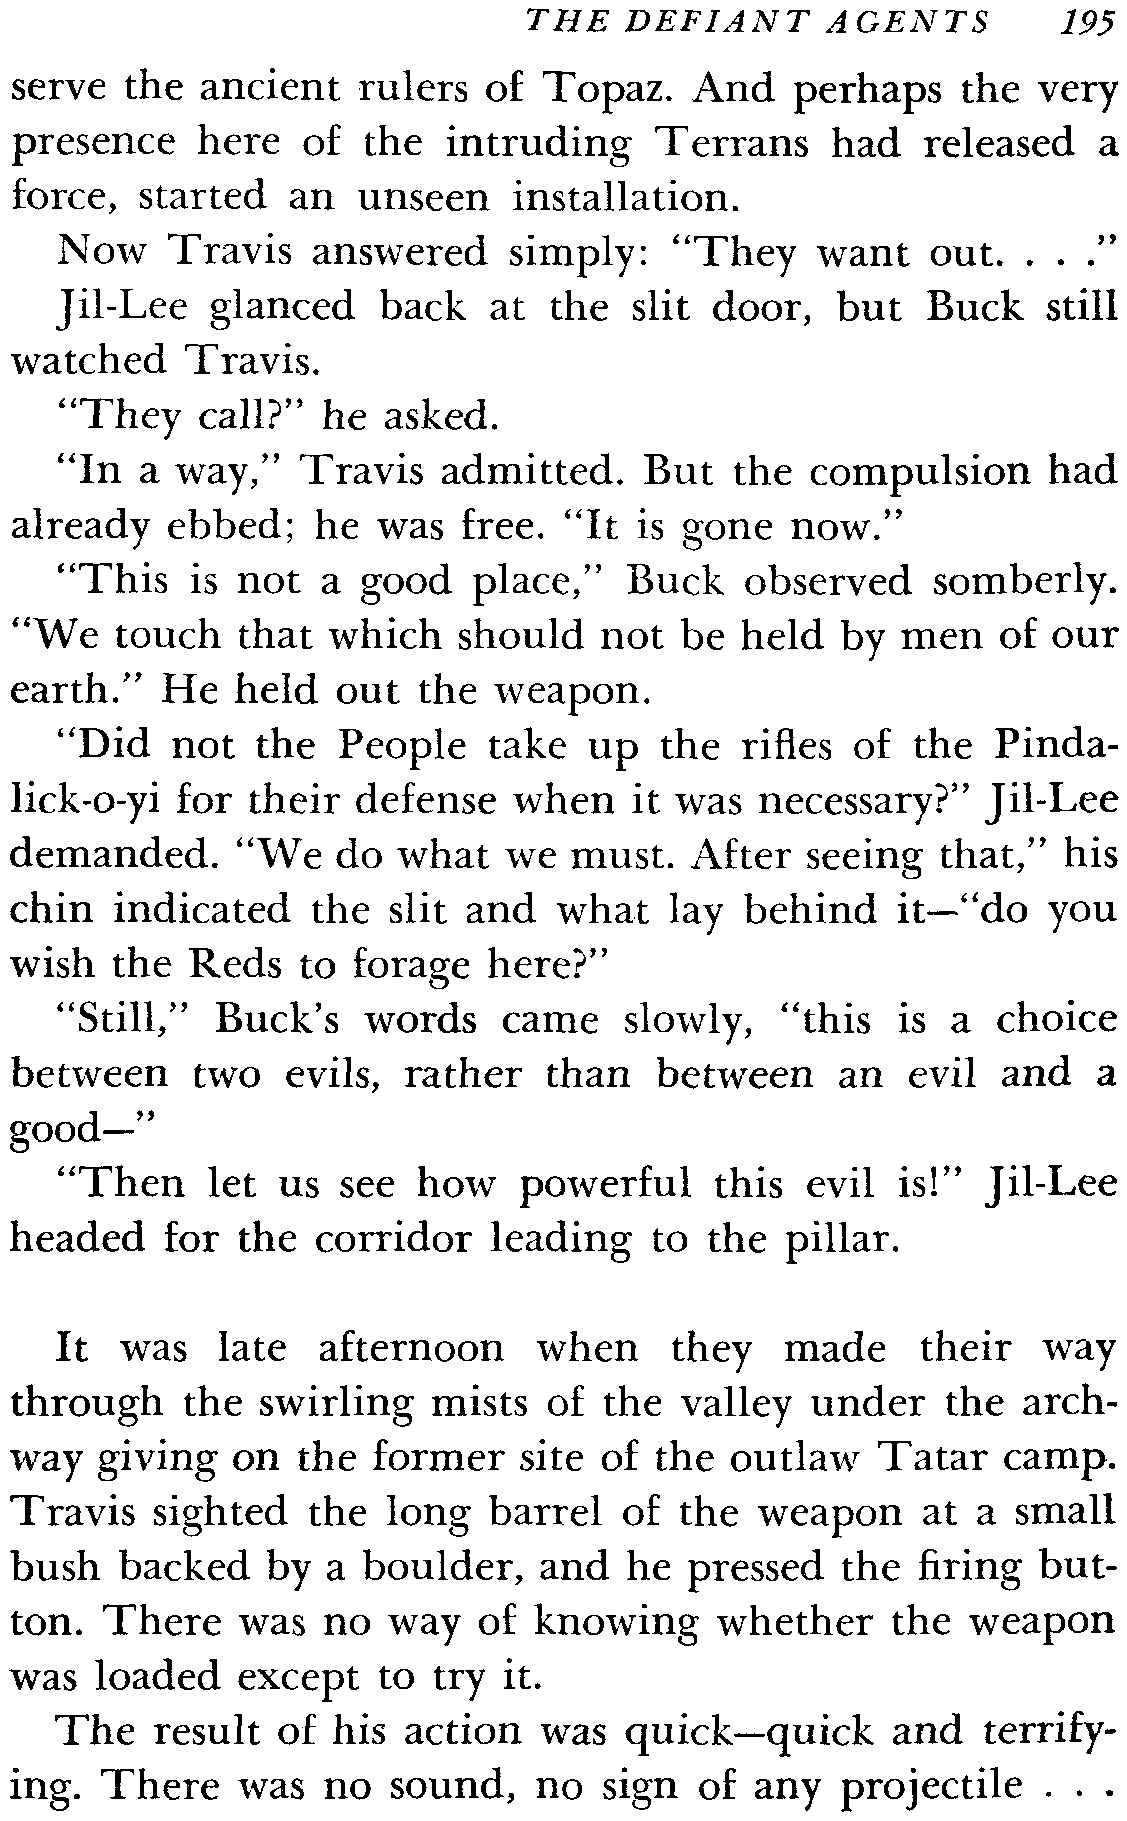 THE DEFIANT AGENTS 195
serve the ancient rulers of Topaz. And perhaps the very
presence here of the intruding Terrans had released a
force, started an unseen installation.
Now Travis answered simply: “They want out. . . .”
Jil-Lee glanced back at the slit door, but Buck still
watched Travis.
“They call?” he asked.
“In a way,” Travis admitted. But the compulsion had
already ebbed; he was free. “It is gone now.”
“This is not a good place,” Buck observed somberly.
“We touch that which should not be held by men of our
earth.” He held out the weapon.
“Did not the People take up the rifles of the Pinda-
lick-o-yi for their defense when it was necessary?” Jil-Lee
demanded. “We do what we must. After seeing that,” his
chin indicated the slit and what lay behind it—“do you
wish the Reds to forage here?”
“Still,” Buck's words came slowly, “this is a choice
between two evils, rather than between an evil and a
good—”
“Then let us see how powerful this evil is!” Jil-Lee
headed for the corridor leading to the pillar.
It was late afternoon when they made their way
through the swirling mists of the valley under the arch-
way giving on the former site of the outlaw Tatar camp.
Travis sighted the long barrel of the weapon at a small
bush backed by a boulder, and he pressed the firing but-
ton. There was no way of knowing whether the weapon
was loaded except to try it.
The result of his action was quick—quick and terrify-
ing. There was no sound, no sign of any projectile . . .